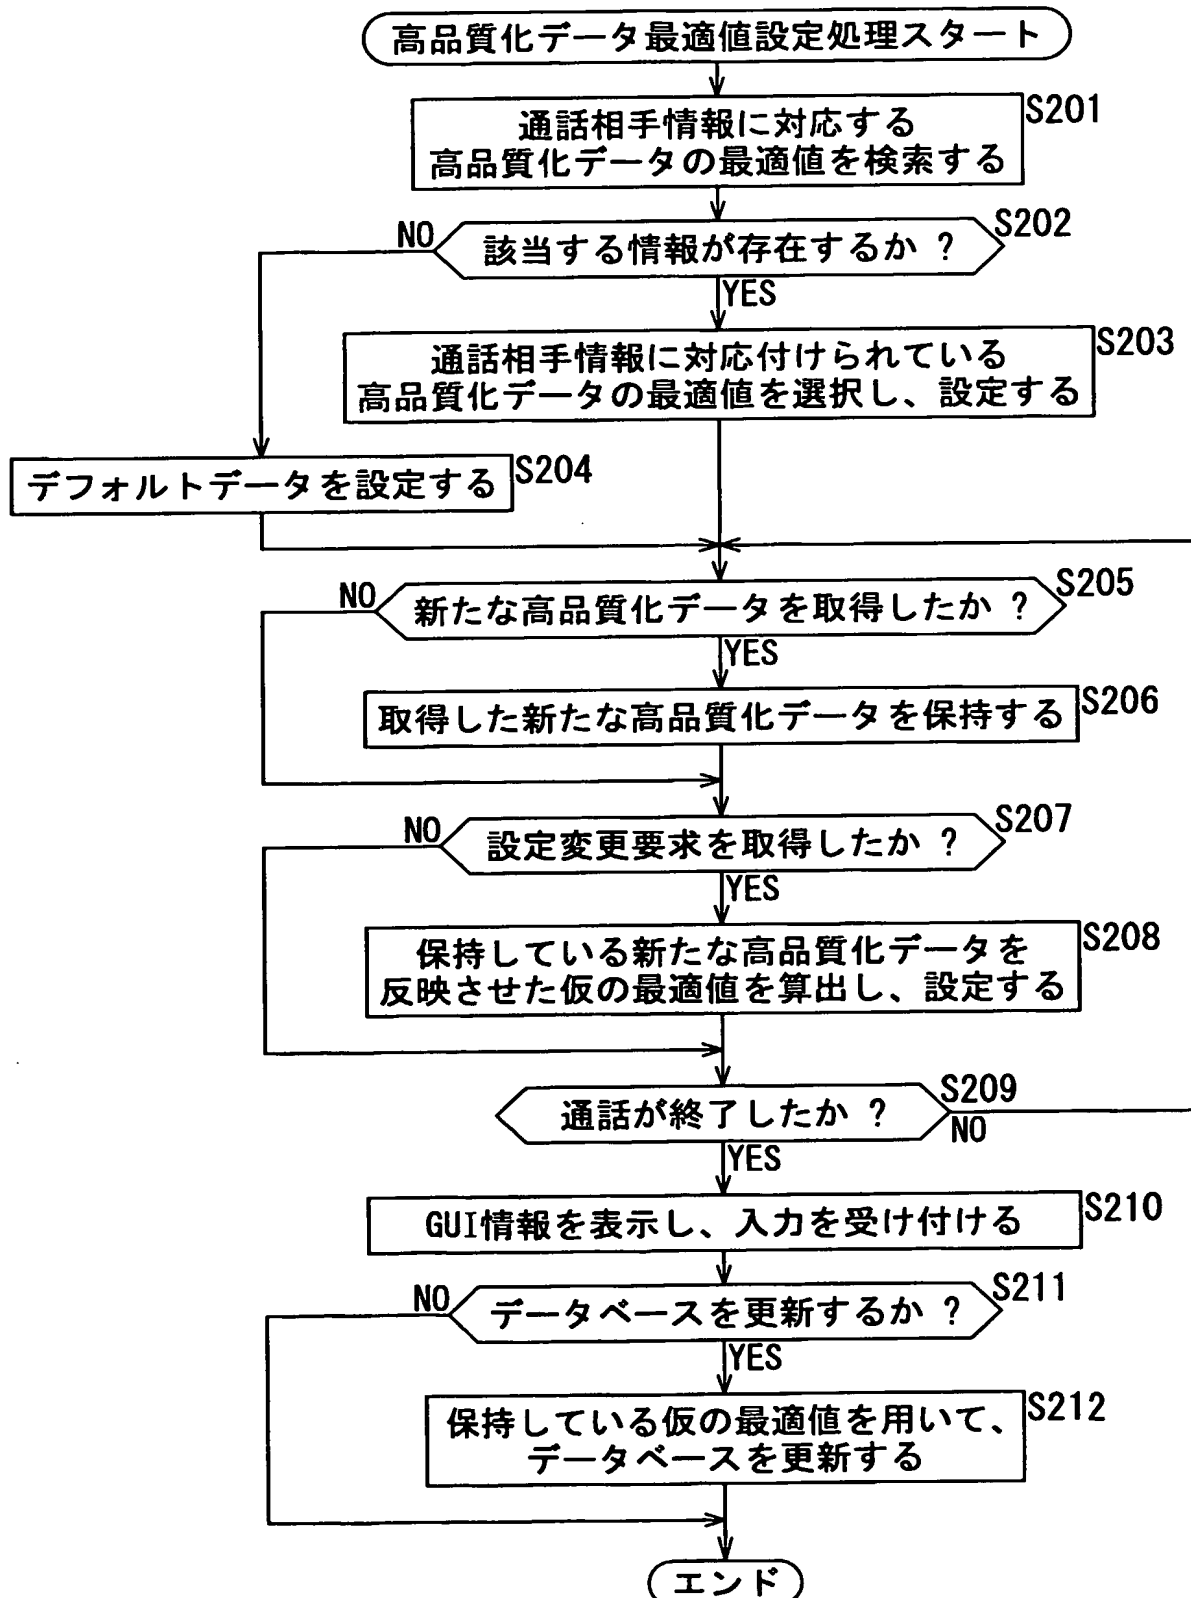 高品質化データ最適値設定処理スタート
通話相手情報に対応する
高品質化データの最適値を検索する
S201
該当する情報が存在するか ?
S202
NO
YES
通話相手情報に対応付けられている
高品質化データの最適値を選択し、設定する
S203
デフォルトデータを設定する
S204
新たな高品質化データを取得したか ?
S205
NO
YES
取得した新たな高品質化データを保持する
S206
設定変更要求を取得したか ?
S207
NO
YES
保持している新たな高品質化データを
反映させた仮の最適値を算出し、設定する
S208
通話が終了したか ?
S209
NO
YES
GUI情報を表示し、入力を受け付ける
S210
データベースを更新するか ?
S211
NO
YES
保持している仮の最適値を用いて、
データベースを更新する
S212
エンド